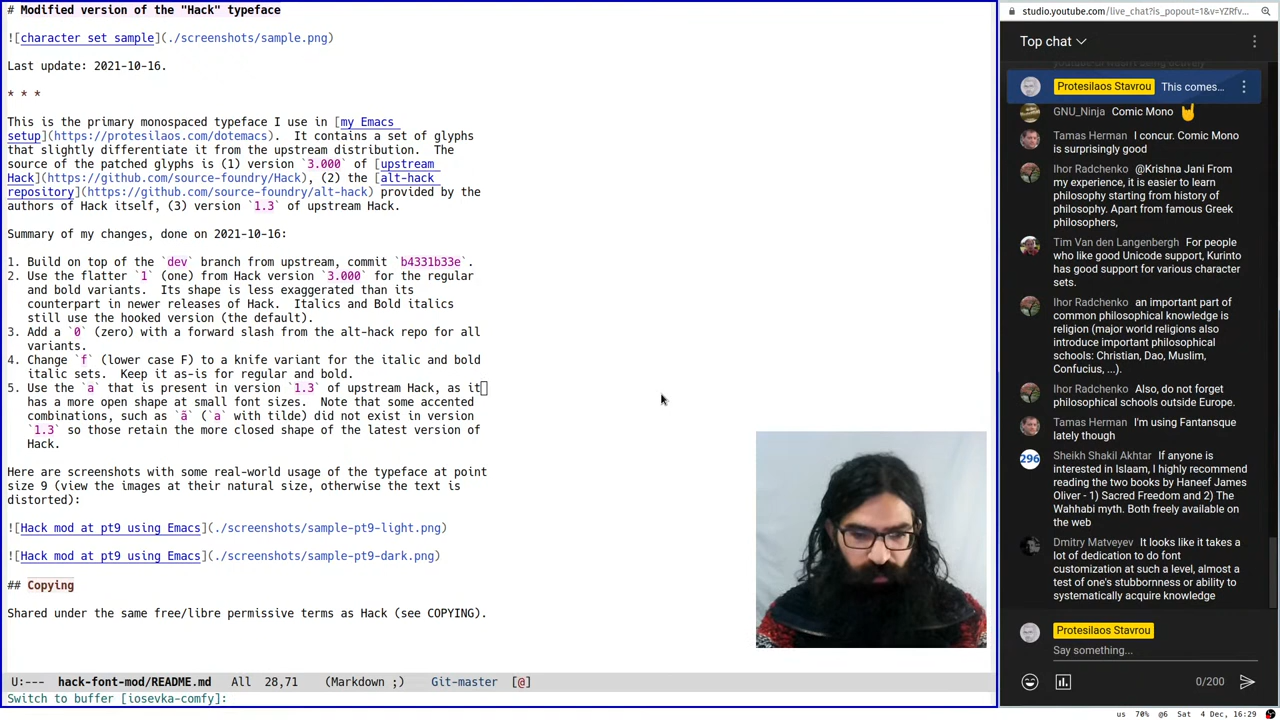 # Modified version of the "Hack" typeface
![character set sample](./screenshots/sample.png)
Last update: 2021-10-16.
* * *
This is the primary monospaced typeface I use in [my Emacs
setup](https://protesilaos.com/dotemacs).  It contains a set of glyphs
that slightly differentiate it from the upstream distribution.  The
source of the patched glyphs is (1) version `3.000` of [upstream
Hack](https://github.com/source-foundry/Hack), (2) the [alt-hack
repository](https://github.com/source-foundry/alt-hack) provided by the
authors of Hack itself, (3) version `1.3` of upstream Hack.
Summary of my changes, done on 2021-10-16:
1. Build on top of the `dev` branch from upstream, commit `b4331b33e`.
2. Use the flatter `1` (one) from Hack version `3.000` for the regular
and bold variants.  Its shape is less exaggerated than its
counterpart in newer releases of Hack.  Italics and Bold italics
still use the hooked version (the default).
3. Add a `0` (zero) with a forward slash from the alt-hack repo for all
variants.
4. Change `f` (lower case F) to a knife variant for the italic and bold
italic sets.  Keep it as-is for regular and bold.
5. Use the `a` that is present in version `1.3` of upstream Hack, as it
has a more open shape at small font sizes.  Note that some accented
combinations, such as `ã` (`a` with tilde) did not exist in version
`1.3` so those retain the more closed shape of the latest version of
Hack.
Here are screenshots with some real-world usage of the typeface at point
size 9 (view the images at their natural size, otherwise the text is
distorted):
![Hack mod at pt9 using Emacs](./screenshots/sample-pt9-light.png)
![Hack mod at pt9 using Emacs](./screenshots/sample-pt9-dark.png)
## Copying
Shared under the same free/libre permissive terms as Hack (see COPYING).
U:---  hack-font-mod/README.md   All  28,71    (Markdown ;)    Git-master  [@]
Switch to buffer [iosevka-comfy]:
studio.youtube.com/live_chat?is_popout=1&v=YZRfv...
Top chat
Protesilaos Stavrou This comes...
GNU_Ninja Comic Mono 🤘
Tamas Herman I concur. Comic Mono
is surprisingly good
Ihor Radchenko @Krishna Jani From
my experience, it is easier to learn
philosophy starting from history of
philosophy. Apart from famous Greek
philosophers,
Tim Van den Langenbergh For people
who like good Unicode support, Kurinto
has good support for various character
sets.
Ihor Radchenko an important part of
common philosophical knowledge is
religion (major world religions also
introduce important philosophical
schools: Christian, Dao, Muslim,
Confucius, ...).
Ihor Radchenko Also, do not forget
philosophical schools outside Europe.
Tamas Herman I'm using Fantansque
lately though
296 Sheikh Shakil Akhtar If anyone is
interested in Islaam, I highly recommend
reading the two books by Haneef James
Oliver - 1) Sacred Freedom and 2) The
Wahhabi myth. Both freely available on
the web
Dmitry Matveyev It looks like it takes a
lot of dedication to do font
customization at such a level, almost a
test of one's stubbornness or ability to
systematically acquire knowledge
Protesilaos Stavrou
Say something...
0/200
us 70% @6 Sat 4 Dec, 16:29